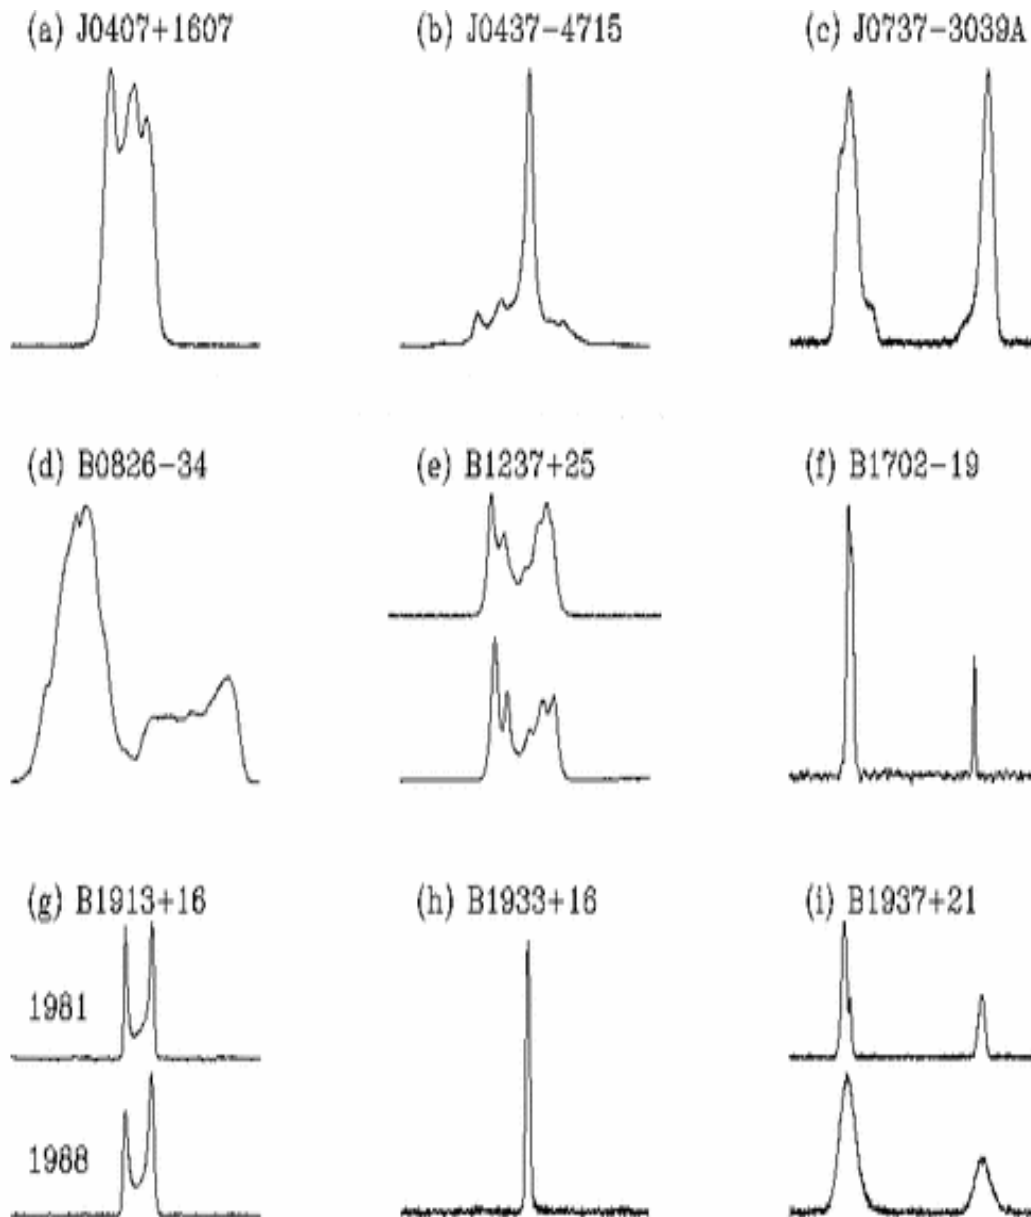 (a) J0407+1607
(b) J0437-4715
(c) J0737-3039A
(d) B0826-34
(e) B1237+25
(f) B1702-19
(g) B1913+16
(h) B1933+16
(i) B1937+21
1981
1988